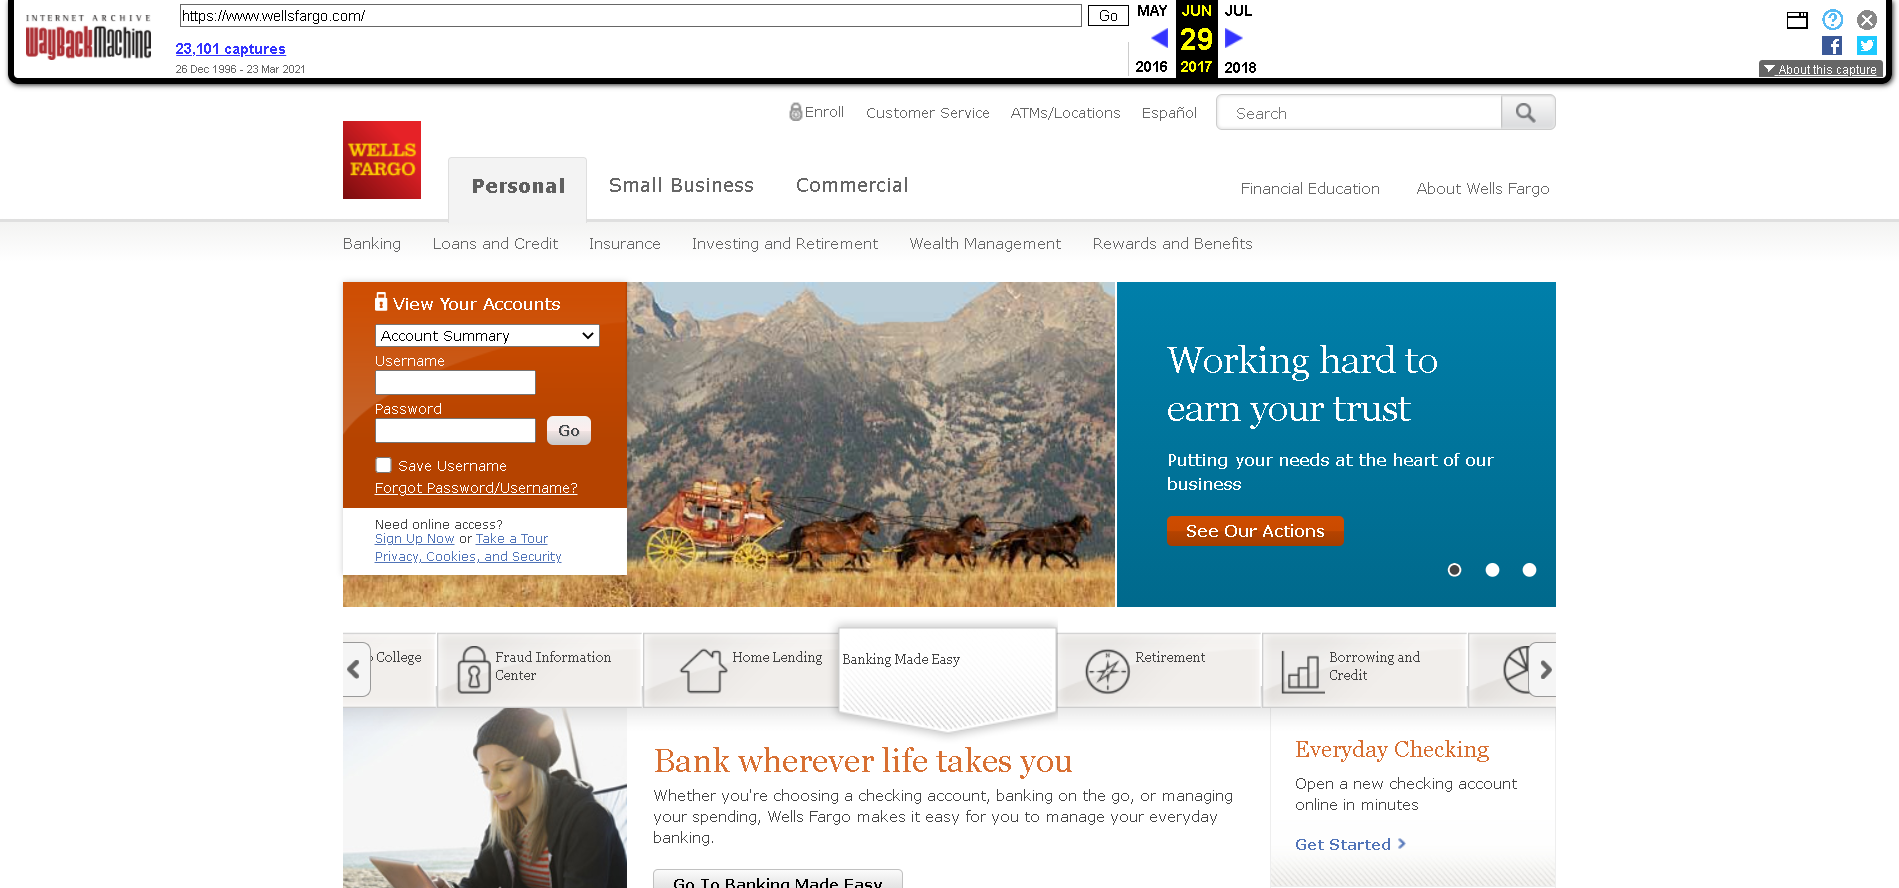 INTERNET ARCHIVE
WayBackMachine
https://www.wellsfargo.com/
Go
23,101 captures
26 Dec 1996 - 23 Mar 2021
MAY JUN JUL
29
2016 2017 2018
About this capture
Enroll
Customer Service
ATMs/Locations
Español
Search
WELLS
FARGO
Personal
Small Business
Commercial
Financial Education
About Wells Fargo
Banking
Loans and Credit
Insurance
Investing and Retirement
Wealth Management
Rewards and Benefits
View Your Accounts
Account Summary
Username
Password
Go
Save Username
Forgot Password/Username?
Need online access?
Sign Up Now or Take a Tour
Privacy, Cookies, and Security
Working hard to
earn your trust
Putting your needs at the heart of our
business
See Our Actions
College
Fraud Information
Center
Home Lending
Banking Made Easy
Retirement
Borrowing and
Credit
Bank wherever life takes you
Whether you're choosing a checking account, banking on the go, or managing
your spending, Wells Fargo makes it easy for you to manage your everyday
banking.
Go To Banking Made Easy
Everyday Checking
Open a new checking account
online in minutes
Get Started